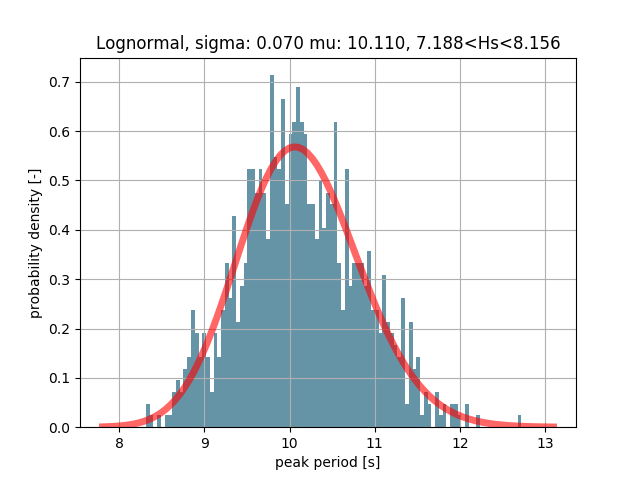 Lognormal, sigma: 0.070 mu: 10.110, 7.188<Hs<8.156
probability density [-]
0.7
0.6
0.5
0.4
0.3
0.2
0.1
0.0
8 9 10 11 12 13
peak period [s]